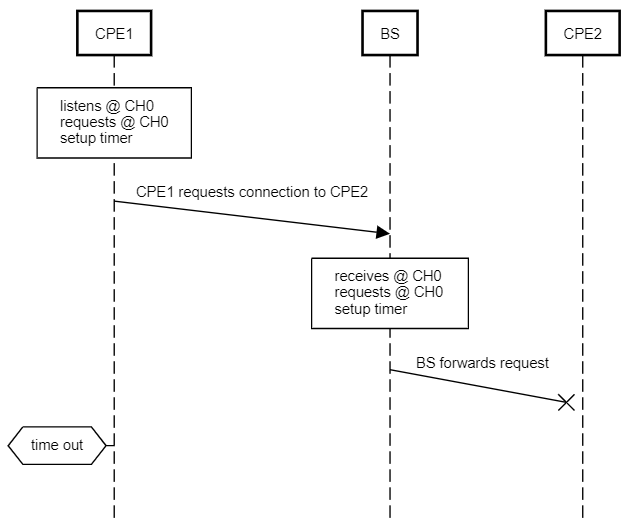 CPE1
BS
CPE2
listens @ CH0
requests @ CH0
setup timer
CPE1 requests connection to CPE2
receives @ CH0
requests @ CH0
setup timer
BS forwards request
time out